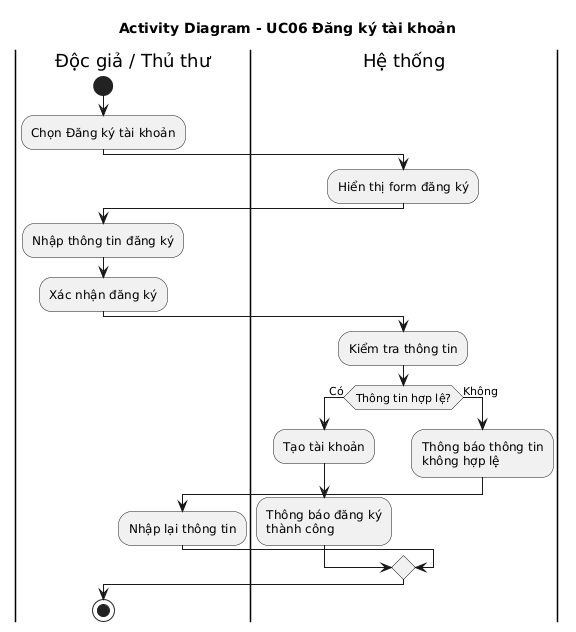 Activity Diagram - UC06 Đăng ký tài khoản
Độc giả / Thủ thư
Hệ thống
Chọn Đăng ký tài khoản
Hiển thị form đăng ký
Nhập thông tin đăng ký
Xác nhận đăng ký
Kiểm tra thông tin
Có
Thông tin hợp lệ?
Không
Tạo tài khoản
Thông báo thông tin
không hợp lệ
Thông báo đăng ký
thành công
Nhập lại thông tin